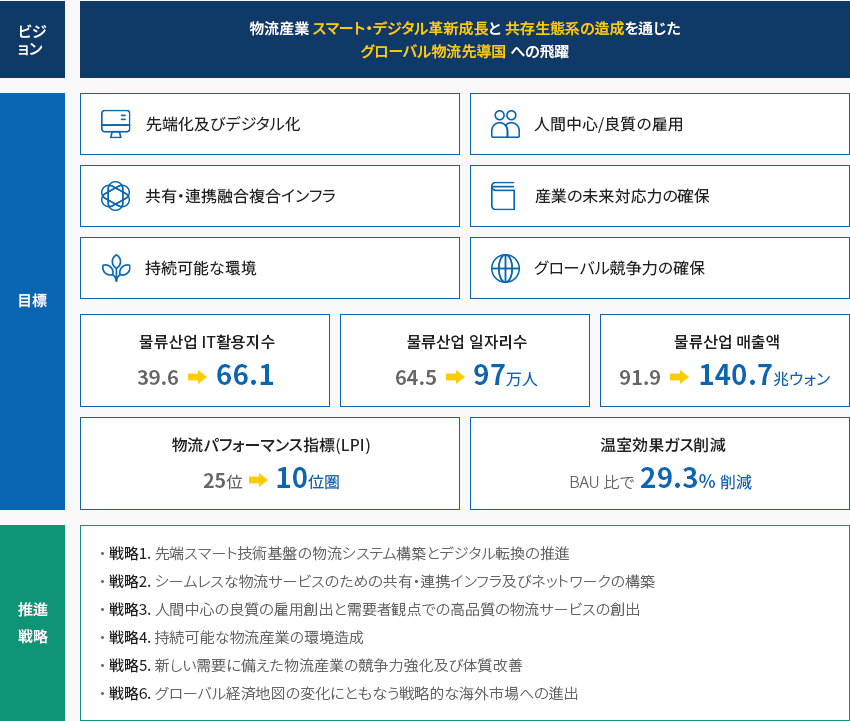 ビジ
ョン
物流産業 スマート・デジタル革新成長と 共存生態系の造成を通じた
グローバル物流先導国 への飛躍
目標
先端化及びデジタル化
人間中心/良質の雇用
共有・連携融合複合インフラ
産業の未来対応力の確保
持続可能な環境
グローバル競争力の確保
물류산업 IT활용지수
39.6 ➡ 66.1
물류산업 일자리수
64.5 ➡ 97万人
물류산업 매출액
91.9 ➡ 140.7兆ウォン
物流パフォーマンス指標(LPI)
25位 ➡ 10位圏
温室効果ガス削減
BAU 比で 29.3% 削減
推進
戦略
・戦略1. 先端スマート技術基盤の物流システム構築とデジタル転換の推進
・戦略2. シームレスな物流サービスのための共有・連携インフラ及びネットワークの構築
・戦略3. 人間中心の良質の雇用創出と需要者観点での高品質の物流サービスの創出
・戦略4. 持続可能な物流産業の環境造成
・戦略5. 新しい需要に備えた物流産業の競争力強化及び体質改善
・戦略6. グローバル経済地図の変化にともなう戦略的な海外市場への進出